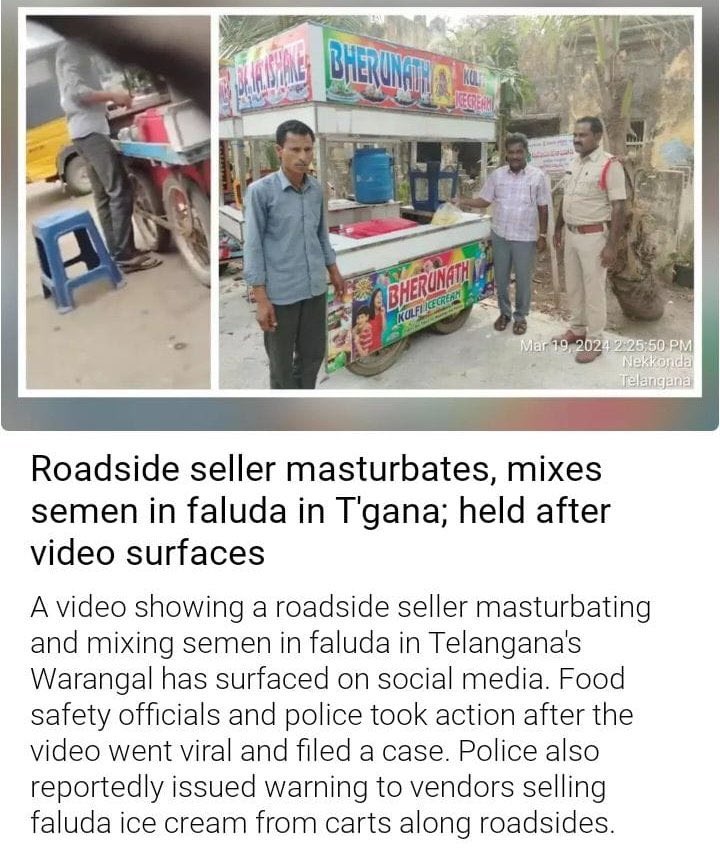 BHERUNATH
KULFI
ICECREAM
BHERUNATH
KULFI ICECREAM
Mar 19, 2024 2:25:50 PM
Nekkonda
Telangana
Roadside seller masturbates, mixes
semen in faluda in T'gana; held after
video surfaces
A video showing a roadside seller masturbating
and mixing semen in faluda in Telangana's
Warangal has surfaced on social media. Food
safety officials and police took action after the
video went viral and filed a case. Police also
reportedly issued warning to vendors selling
faluda ice cream from carts along roadsides.